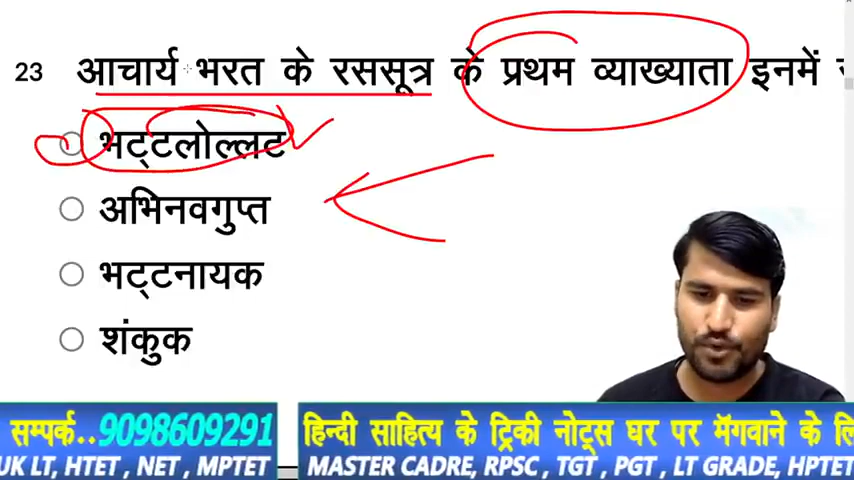 23 आचार्य भरत के रससूत्र के प्रथम व्याख्याता इनमें
भट्टलोल्लट
अभिनवगुप्त
भट्टनायक
शंकुक
सम्पर्क..9098609291 हिन्दी साहित्य के ट्रिकी नोट्स घर पर मॅगवाने के लि
UK LT, HTET , NET , MPTET MASTER CADRE, RPSC , TGT , PGT , LT GRADE, HPTET